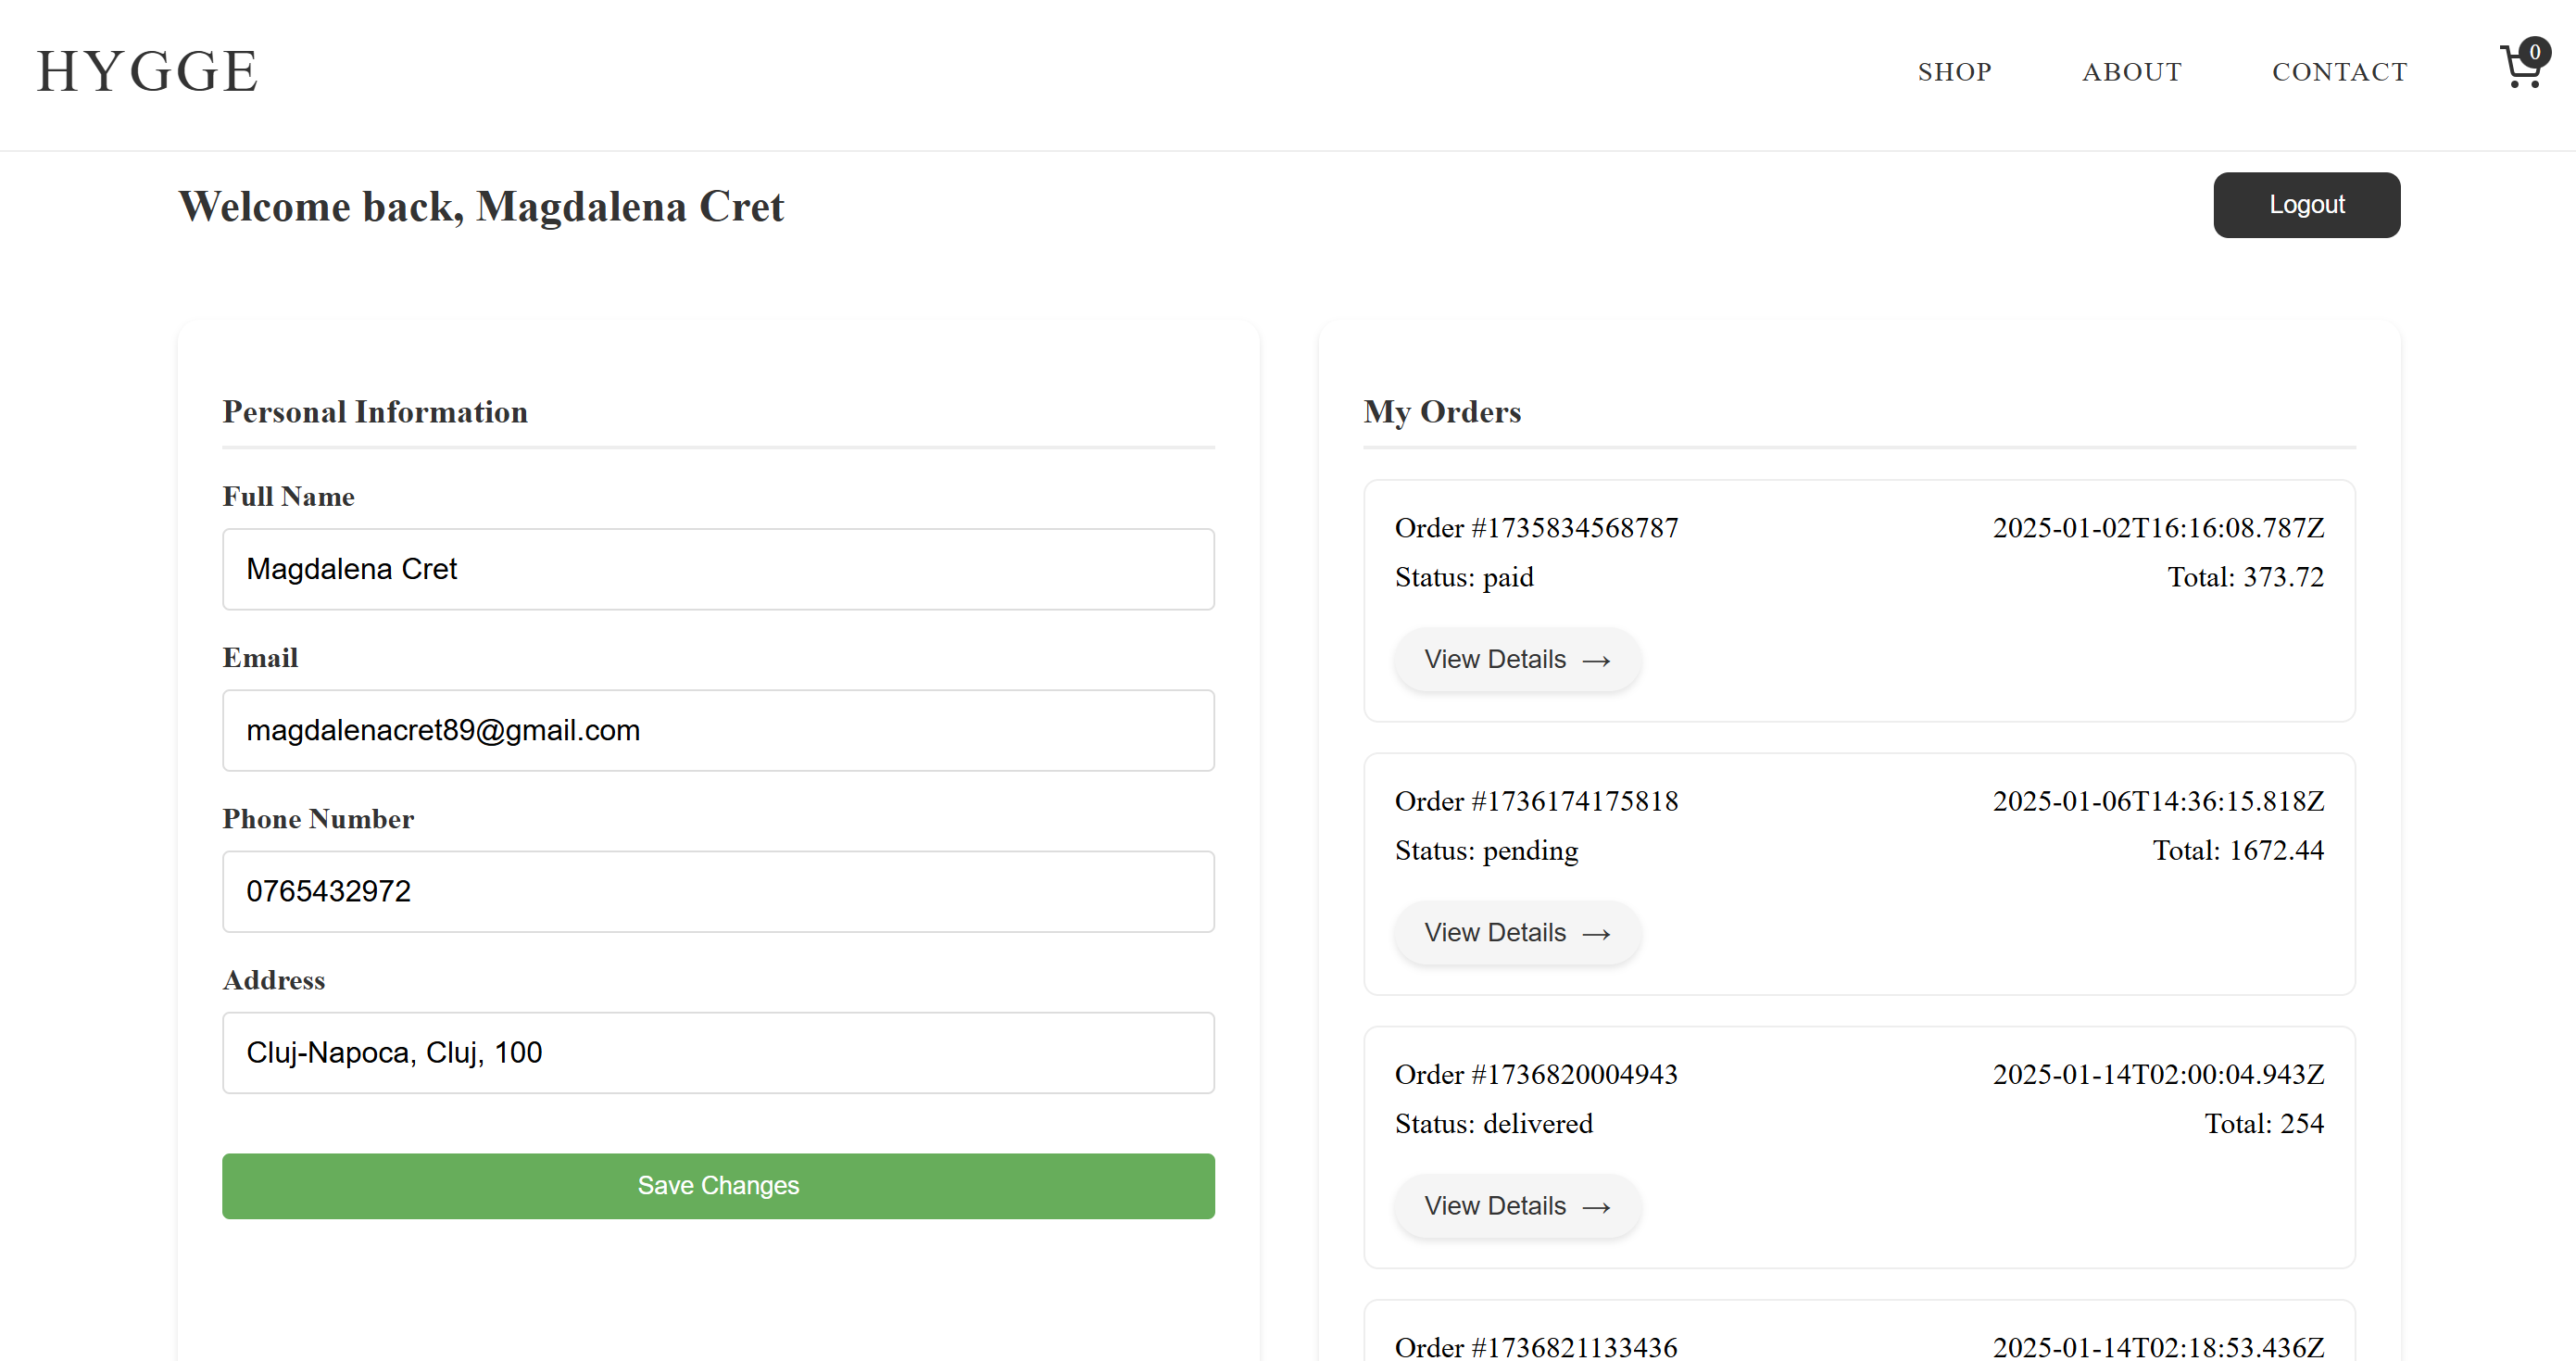 HYGGE
SHOP ABOUT CONTACT 0
Welcome back, Magdalena Cret
Logout
Personal Information
Full Name
Magdalena Cret
Email
magdalenacret89@gmail.com
Phone Number
0765432972
Address
Cluj-Napoca, Cluj, 100
Save Changes
My Orders
Order #1735834568787 2025-01-02T16:16:08.787Z
Status: paid Total: 373.72
View Details →
Order #1736174175818 2025-01-06T14:36:15.818Z
Status: pending Total: 1672.44
View Details →
Order #1736820004943 2025-01-14T02:00:04.943Z
Status: delivered Total: 254
View Details →
Order #1736821133436 2025-01-14T02:18:53.436Z